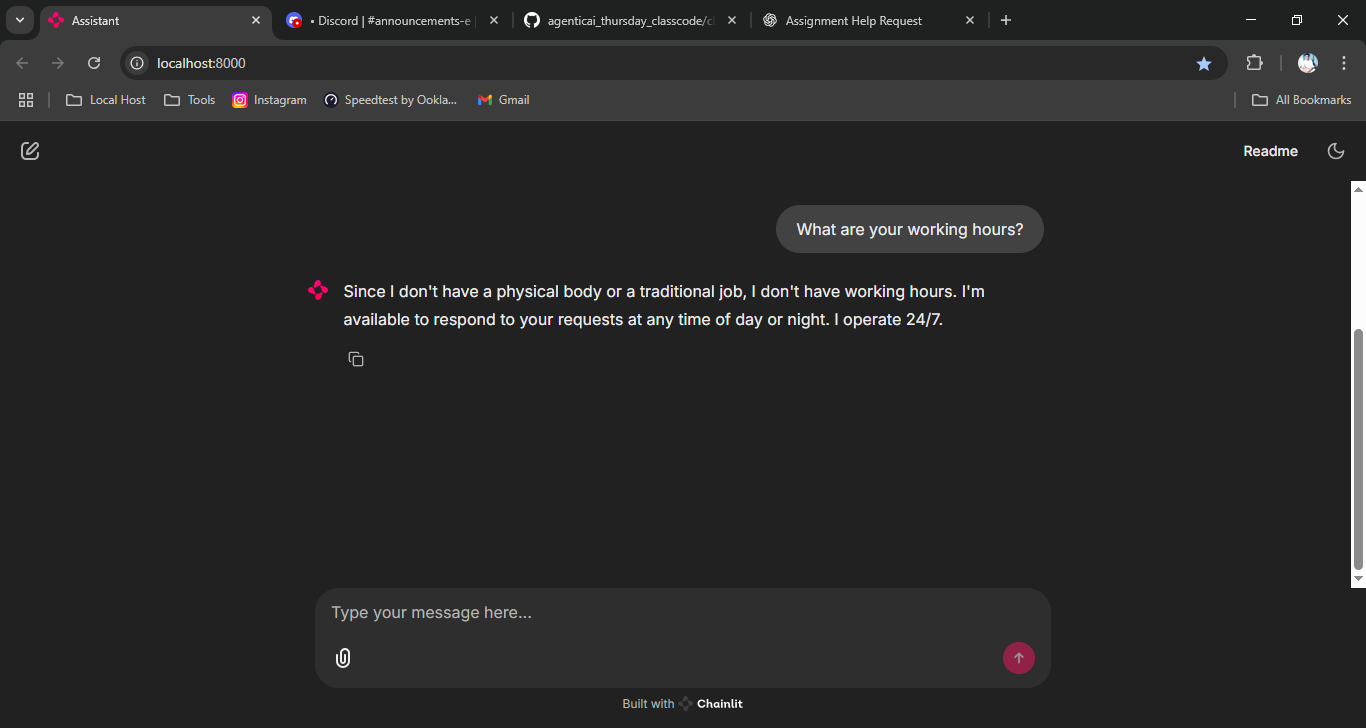 Assistant
• Discord | #announcements-e
agenticai_thursday_classcode/cl
Assignment Help Request
localhost:8000
Local Host
Tools
Instagram
Speedtest by Ookla...
Gmail
All Bookmarks
Readme
What are your working hours?
Since I don't have a physical body or a traditional job, I don't have working hours. I'm
available to respond to your requests at any time of day or night. I operate 24/7.
Type your message here...
Built with Chainlit